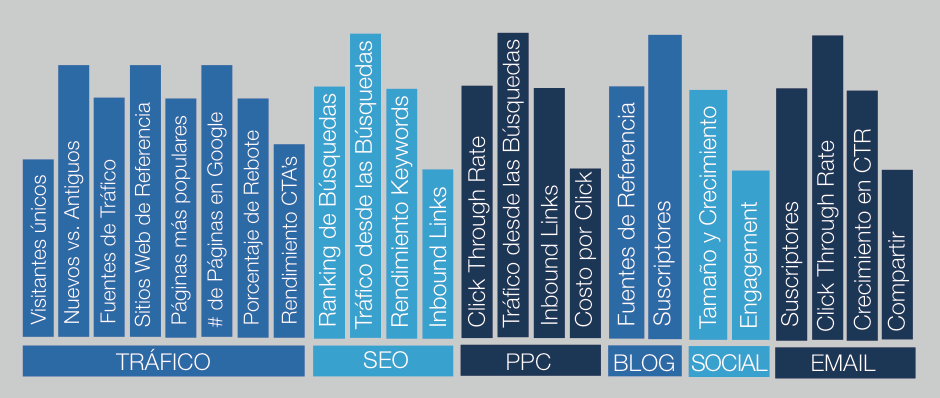 Visitantes únicos
Nuevos vs. Antiguos
Fuentes de Tráfico
Sitios Web de Referencia
Páginas más populares
# de Páginas en Google
Porcentaje de Rebote
Rendimiento CTA's
TRÁFICO
Ranking de Búsquedas
Tráfico desde las Búsquedas
Rendimiento Keywords
Inbound Links
SEO
Click Through Rate
Tráfico desde las Búsquedas
Inbound Links
Costo por Click
PPC
Fuentes de Referencia
Suscriptores
BLOG
Tamaño y Crecimiento
Engagement
SOCIAL
Suscriptores
Click Through Rate
Crecimiento en CTR
Compartir
EMAIL